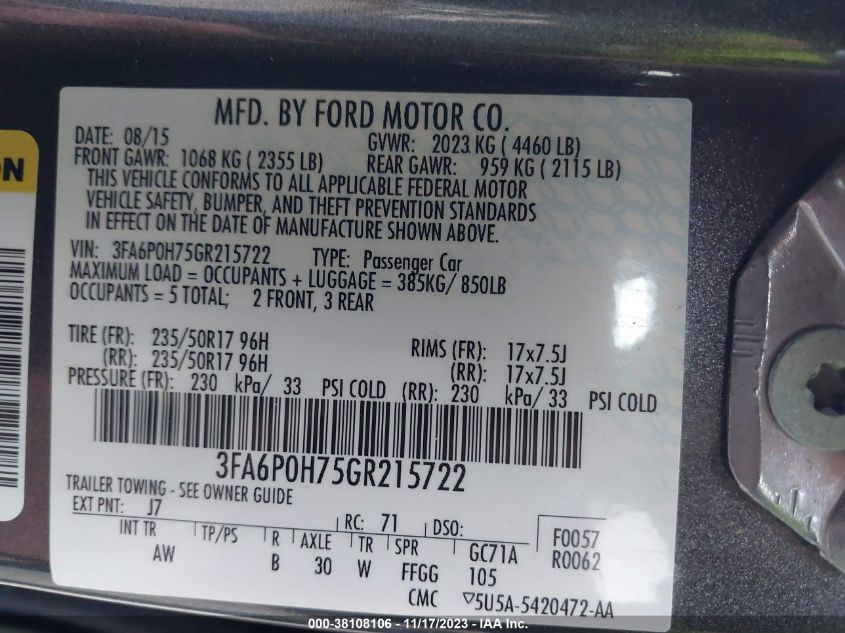 ON
MFD. BY FORD MOTOR CO.
DATE: 08/15 GVWR: 2023 KG ( 4460 LB)
FRONT GAWR: 1068 KG ( 2355 LB) REAR GAWR: 959 KG ( 2115 LB)
THIS VEHICLE CONFORMS TO ALL APPLICABLE FEDERAL MOTOR
VEHICLE SAFETY, BUMPER, AND THEFT PREVENTION STANDARDS
IN EFFECT ON THE DATE OF MANUFACTURE SHOWN ABOVE.
VIN: 3FA6P0H75GR215722 TYPE: Passenger Car
MAXIMUM LOAD = OCCUPANTS + LUGGAGE = 385KG/ 850LB
OCCUPANTS = 5 TOTAL; 2 FRONT, 3 REAR
TIRE (FR): 235/50R17 96H RIMS (FR): 17x7.5J
(RR): 235/50R17 96H (RR): 17x7.5J
PRESSURE (FR): 230 kPa/ 33 PSI COLD (RR): 230 kPa/ 33 PSI COLD
3FA6P0H75GR215722
TRAILER TOWING - SEE OWNER GUIDE
EXT PNT: J7 RC: 71 DSO: F0057
INT TR TP/PS R AXLE TR SPR GC71A R0062
AW B 30 W FFGG 105
CMC ▽5U5A-5420472-AA
000-38108106 - 11/17/2023 - IAA Inc.